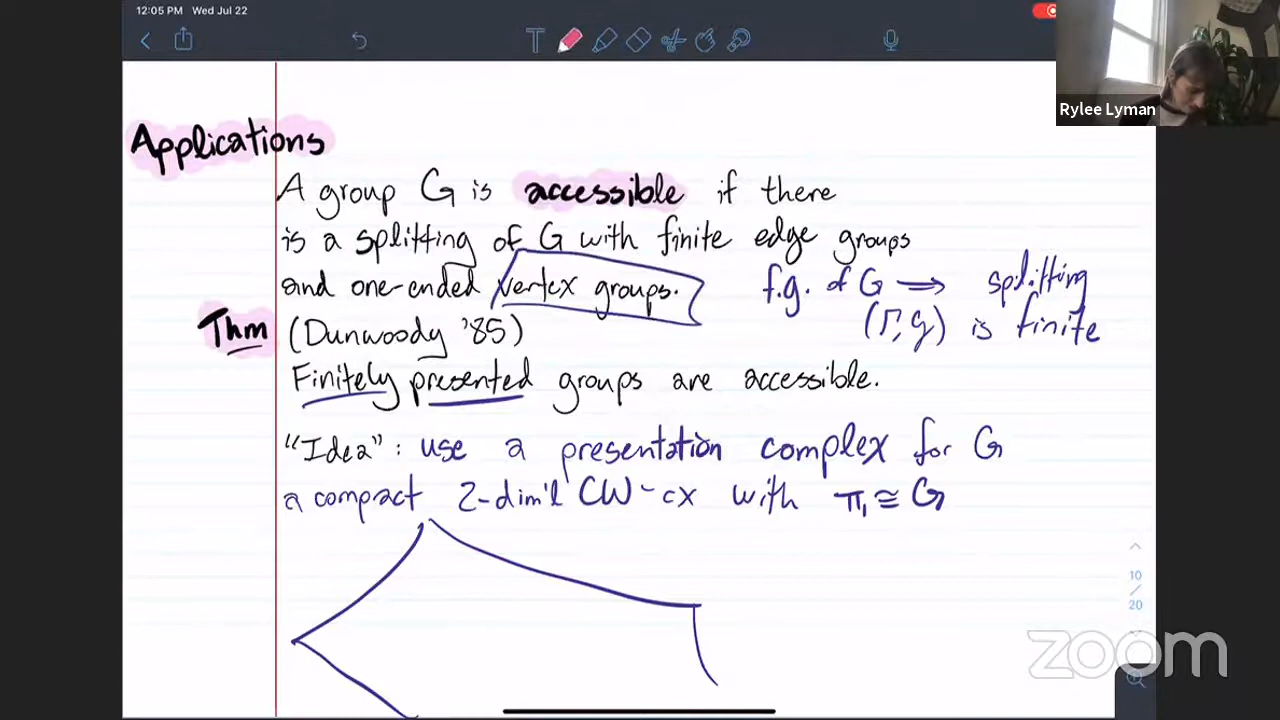 12:05 PM Wed Jul 22
Rylee Lyman
Applications
A group G is accessible if there
is a splitting of G with finite edge groups
and one-ended vertex groups.
f.g. of G ⟹ splitting
(Γ, 𝒢) is finite
Thm (Dunwoody '85)
Finitely presented groups are accessible.
"Idea": use a presentation complex for G
a compact 2-dim'l CW-cx with π₁ ≅ G
10
/
20
zoom